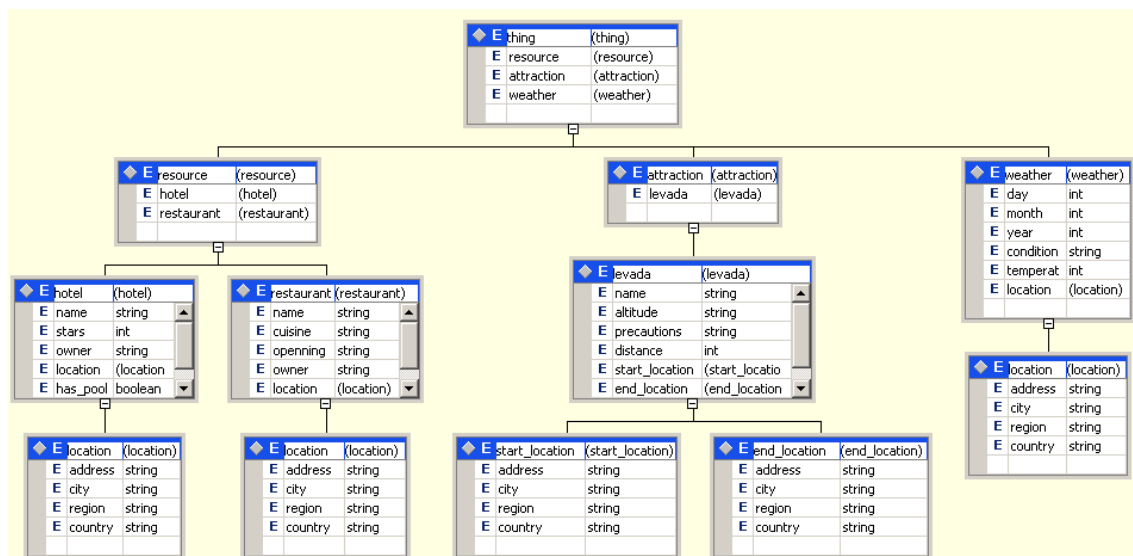 E thing (thing)
E resource (resource)
E attraction (attraction)
E weather (weather)
E resource (resource)
E hotel (hotel)
E restaurant (restaurant)
E attraction (attraction)
E levada (levada)
E weather (weather)
E day int
E month int
E year int
E condition string
E temperat int
E location (location)
E hotel (hotel)
E name string
E stars int
E owner string
E location (location
E has_pool boolean
E restaurant (restaurant)
E name string
E cuisine string
E openning string
E owner string
E location (location)
E levada (levada)
E name string
E altitude string
E precautions string
E distance int
E start_location (start_locatio
E end_location (end_location
E location (location)
E address string
E city string
E region string
E country string
E location (location)
E address string
E city string
E region string
E country string
E location (location)
E address string
E city string
E region string
E country string
E start_location (start_location)
E address string
E city string
E region string
E country string
E end_location (end_location)
E address string
E city string
E region string
E country string